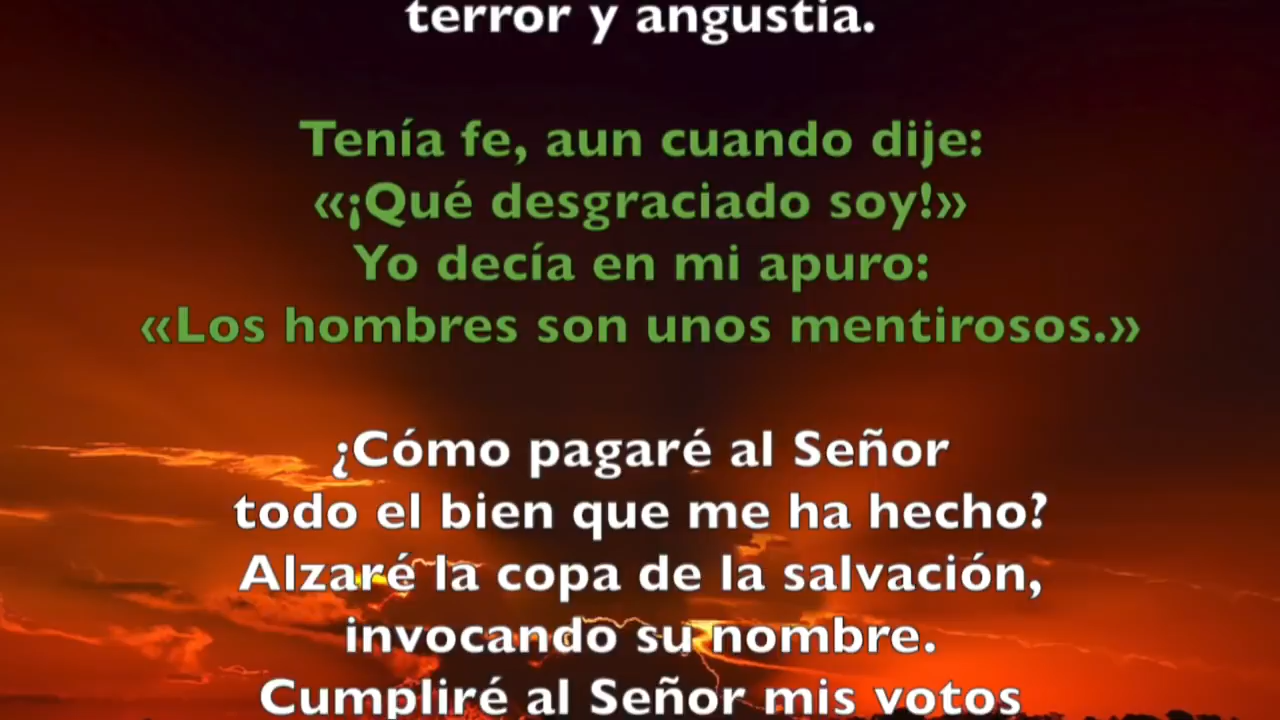 terror y angustia.
Tenía fe, aun cuando dije:
«¡Qué desgraciado soy!»
Yo decía en mi apuro:
«Los hombres son unos mentirosos.»
¿Cómo pagaré al Señor
todo el bien que me ha hecho?
Alzaré la copa de la salvación,
invocando su nombre.
Cumpliré al Señor mis votos